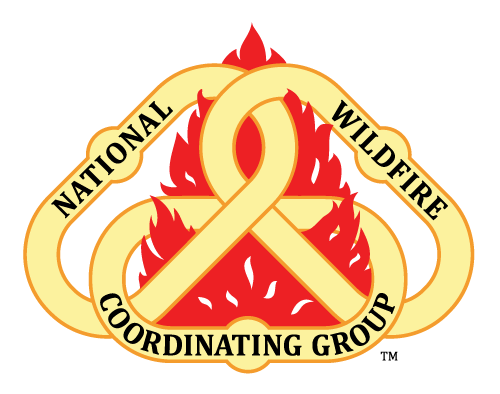 NATIONAL
WILDFIRE
COORDINATING GROUP
TM